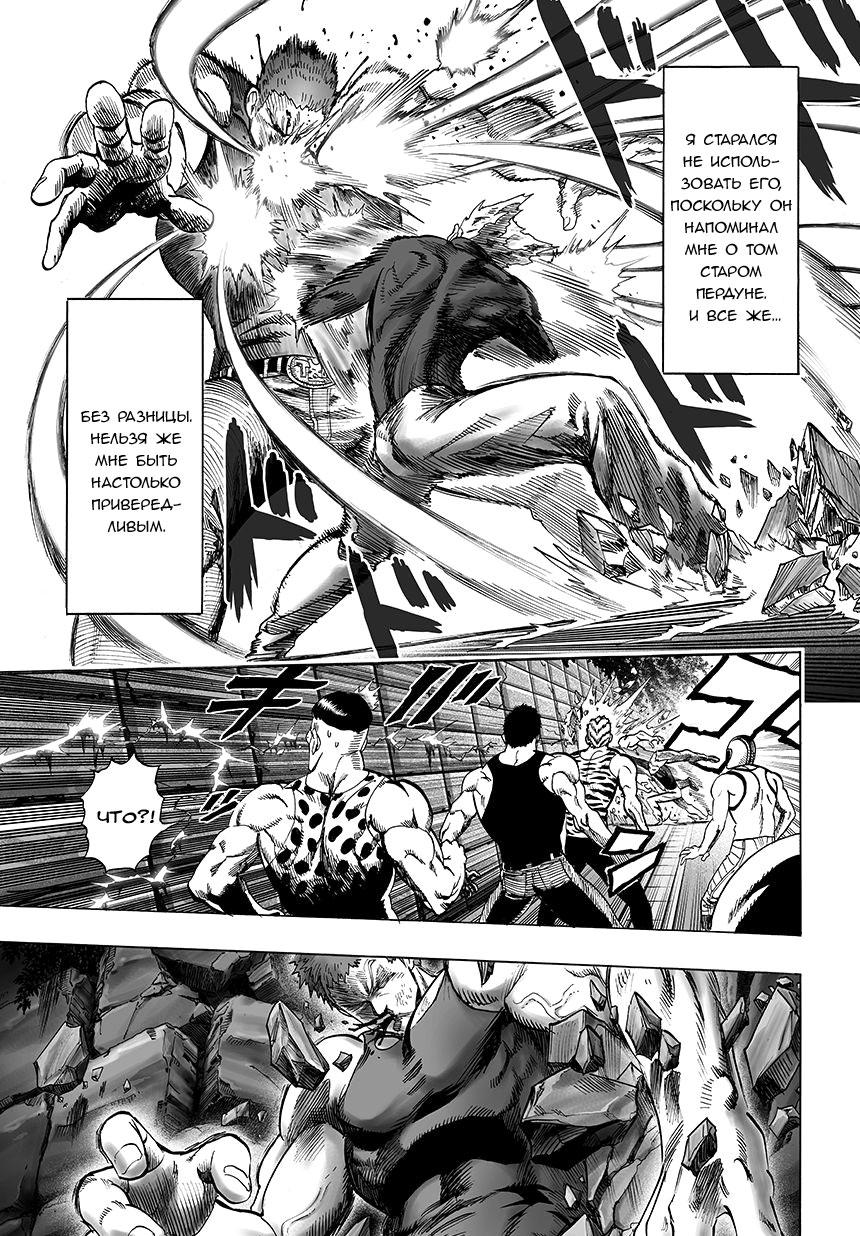 Я СТАРАЛСЯ
НЕ ИСПОЛЬ-
ЗОВАТЬ ЕГО,
ПОСКОЛЬКУ ОН
НАПОМИНАЛ
МНЕ О ТОМ
СТАРОМ
ПЕРДУНЕ.
И ВСЕ ЖЕ...
БЕЗ РАЗНИЦЫ.
НЕЛЬЗЯ ЖЕ
МНЕ БЫТЬ
НАСТОЛЬКО
ПРИВЕРЕД-
ЛИВЫМ.
ЧТО?!